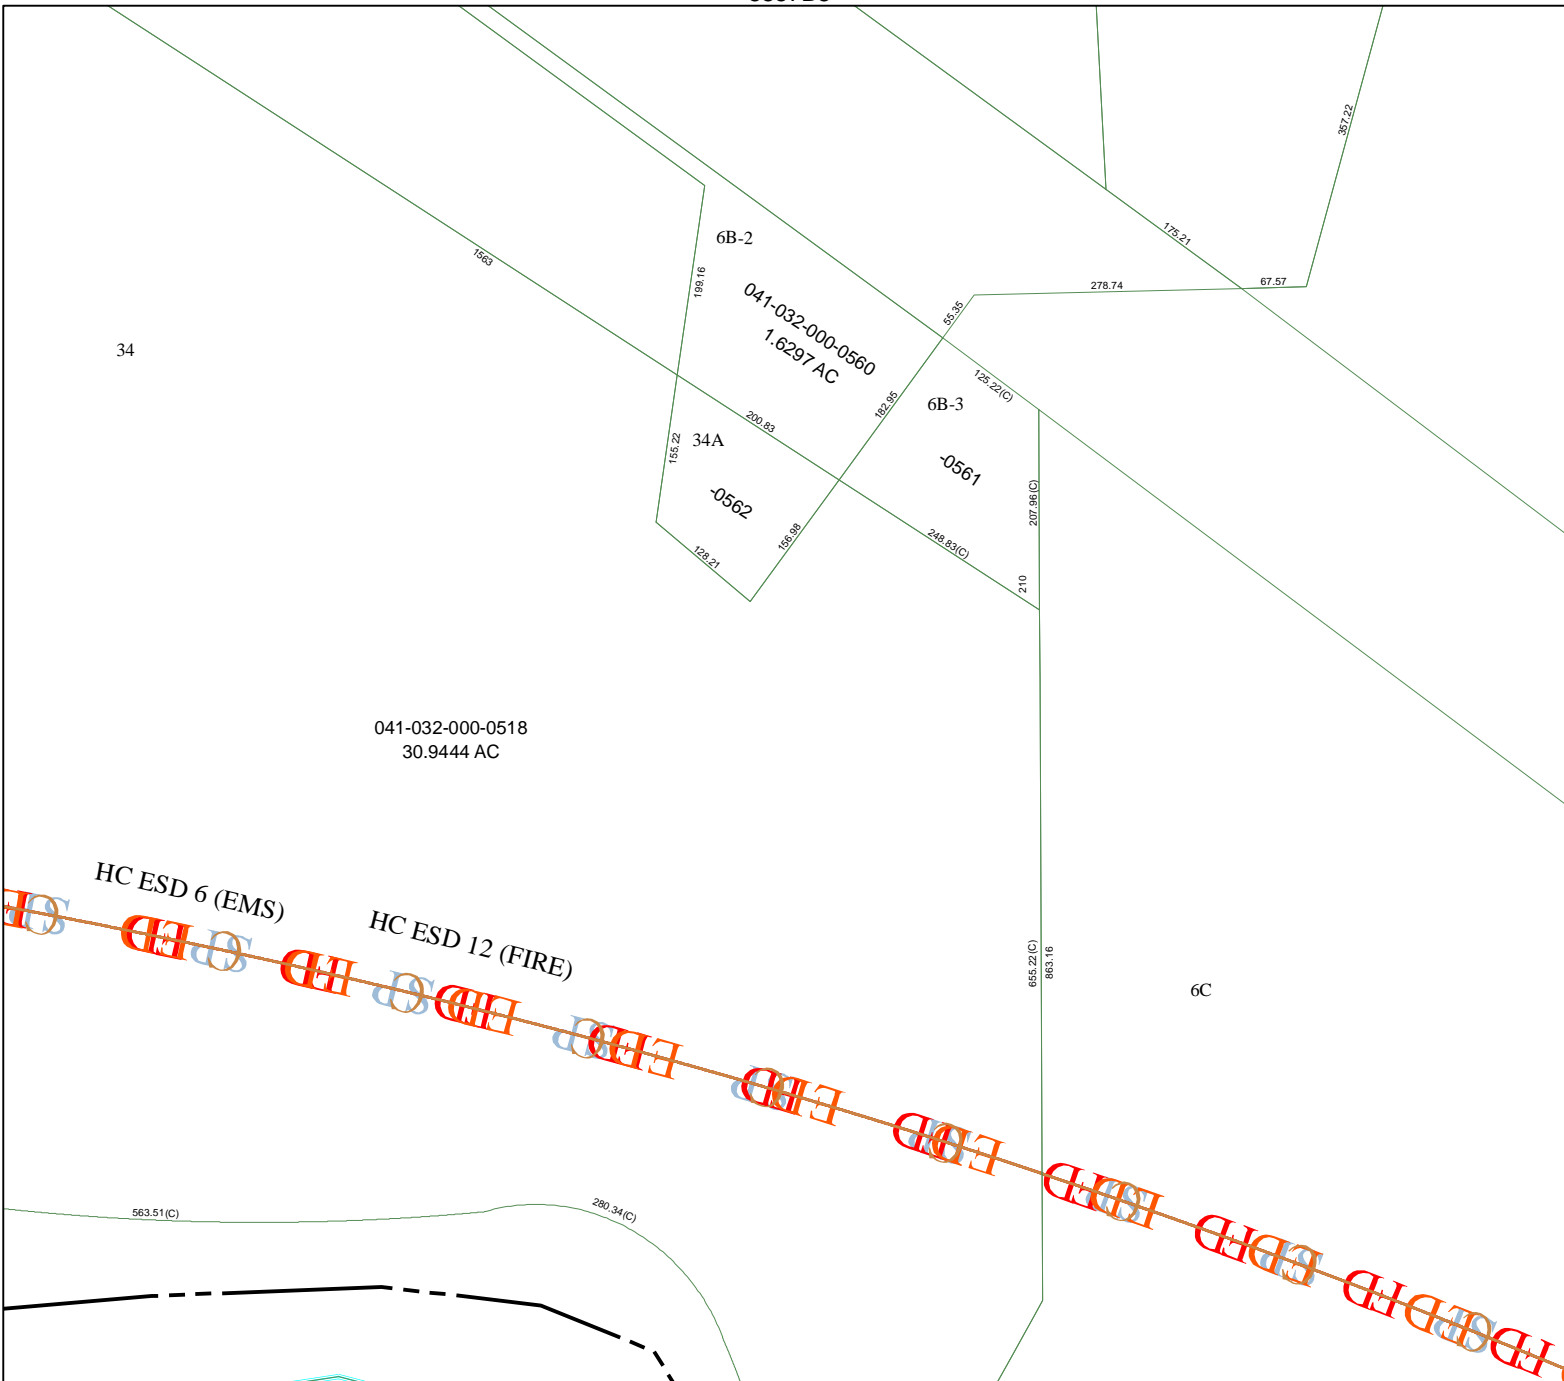 357.22
175.21
6B-2
1563
199.16
278.74
67.57
041-032-000-0560
1.6297 AC
55.35
34
125.22(C)
182.95
6B-3
200.83
34A
155.22
-0561
-0562
207.96(C)
156.98
248.83(C)
128.21
210
041-032-000-0518
30.9444 AC
HC ESD 6 (EMS)
HC ESD 12 (FIRE)
655.22(C)
863.16
6C
563.51(C)
280.34(C)